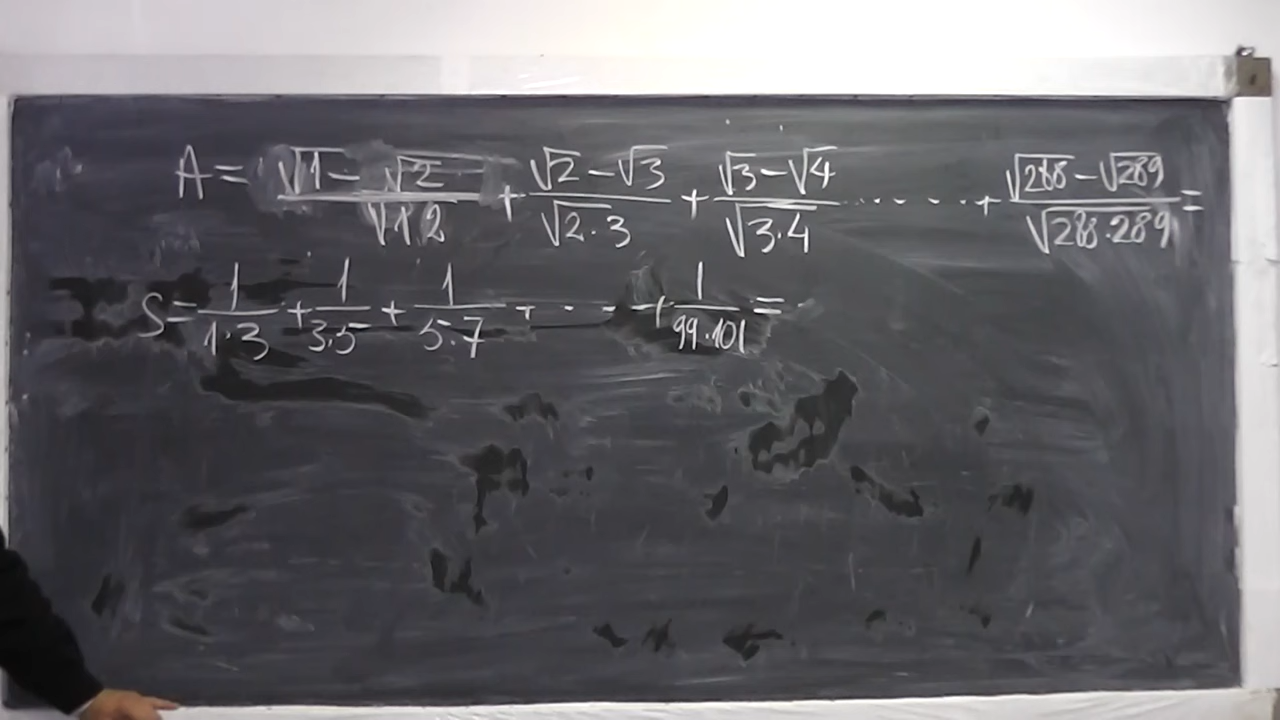 A = √1 - √2 / √1·2 + √2 - √3 / √2·3 + √3 - √4 / √3·4 ........ + √288 - √289 / √288·289 =
S = 1/1·3 + 1/3·5 + 1/5·7 + · · · + 1/99·101 =